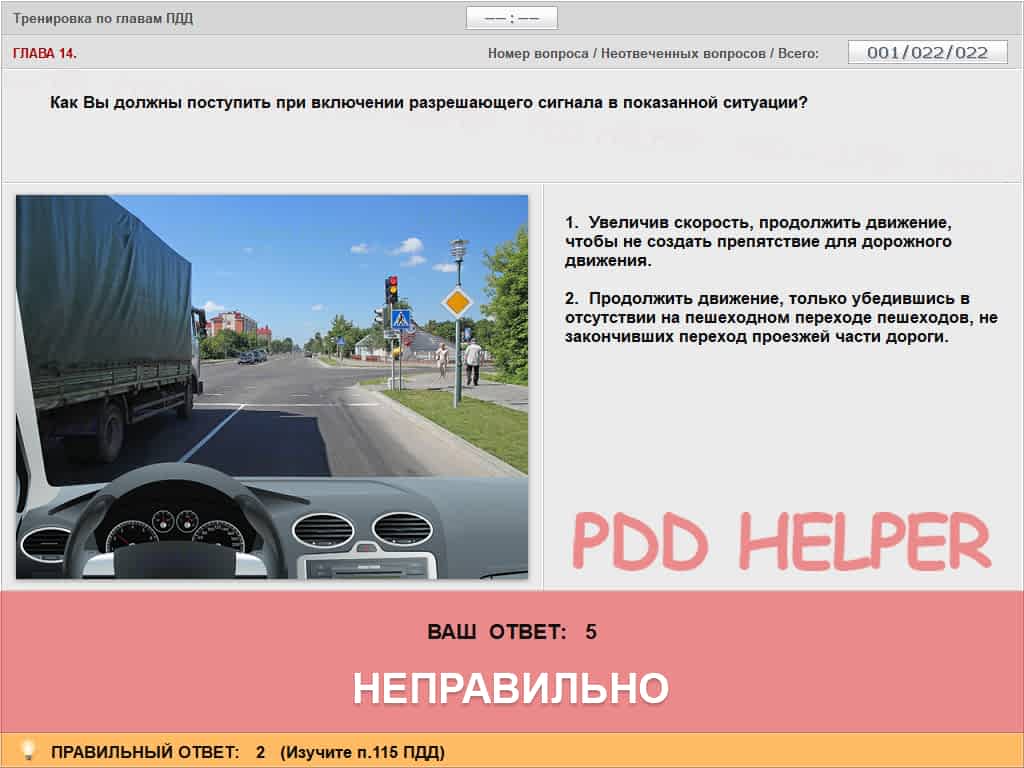 Тренировка по главам ПДД
—— : ——
ГЛАВА 14.
Номер вопроса / Неотвеченных вопросов / Всего:
001/022/022
Как Вы должны поступить при включении разрешающего сигнала в показанной ситуации?
1. Увеличив скорость, продолжить движение,
чтобы не создать препятствие для дорожного
движения.
2. Продолжить движение, только убедившись в
отсутствии на пешеходном переходе пешеходов, не
закончивших переход проезжей части дороги.
PDD HELPER
ВАШ ОТВЕТ: 5
НЕПРАВИЛЬНО
ПРАВИЛЬНЫЙ ОТВЕТ: 2 (Изучите п.115 ПДД)